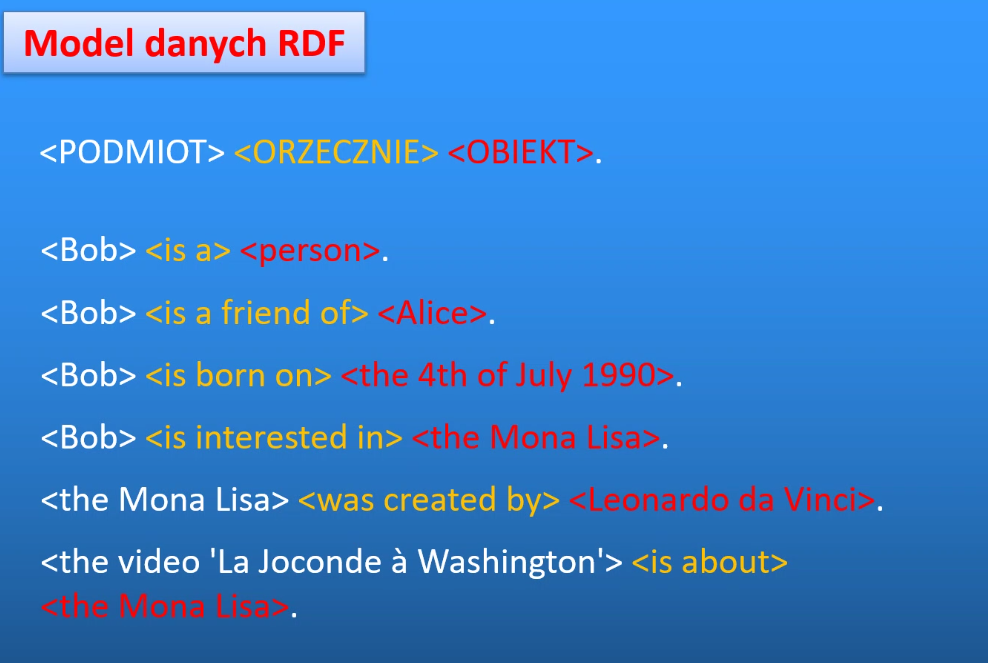 Model danych RDF
<PODMIOT> <ORZECZNIE> <OBIEKT>.
<Bob> <is a> <person>.
<Bob> <is a friend of> <Alice>.
<Bob> <is born on> <the 4th of July 1990>.
<Bob> <is interested in> <the Mona Lisa>.
<the Mona Lisa> <was created by> <Leonardo da Vinci>.
<the video 'La Joconde à Washington'> <is about>
<the Mona Lisa>.